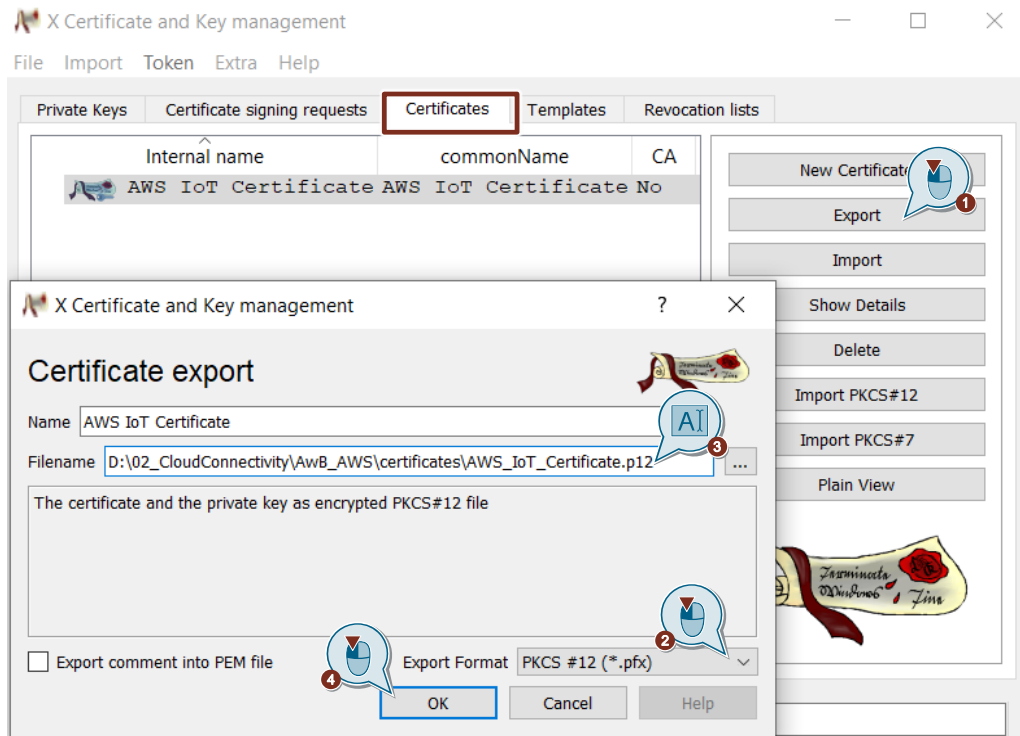 X Certificate and Key management
File Import Token Extra Help
Private Keys Certificate signing requests Certificates Templates Revocation lists
Internal name commonName CA
AWS IoT Certificate AWS IoT Certificate No
New Certificate
1
Export
Import
Show Details
Delete
Import PKCS#12
Import PKCS#7
Plain View
X Certificate and Key management ?
Certificate export
Name AWS IoT Certificate
A
3
Filename D:\02_CloudConnectivity\AwB_AWS\certificates\AWS_IoT_Certificate.p12 ...
The certificate and the private key as encrypted PKCS#12 file
2
Export comment into PEM file
Export Format PKCS #12 (*.pfx)
4
OK Cancel Help